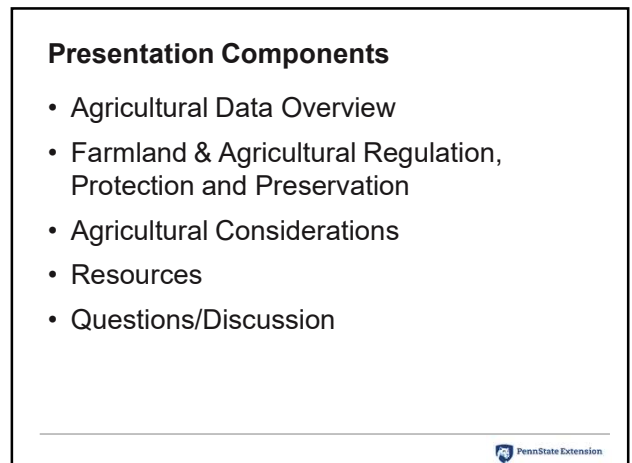 Presentation Components
• Agricultural Data Overview
• Farmland & Agricultural Regulation,
Protection and Preservation
• Agricultural Considerations
• Resources
• Questions/Discussion
PennState Extension